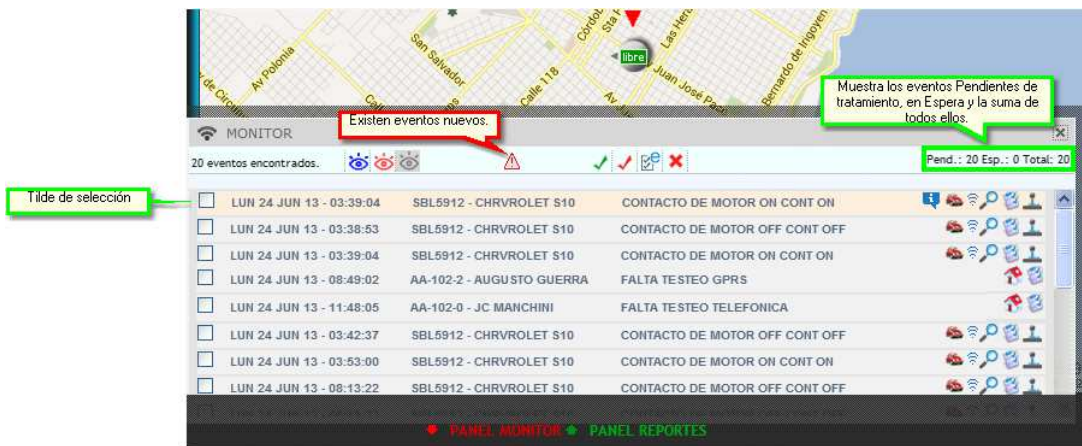 Av Polonia
San Salvador
Córdob
Sta F
Las Hera
Bernardo de Irigoyen
libre
Juan José Paso
Calle 118
Muestra los eventos Pendientes de
tratamiento, en Espera y la suma de
todos ellos.
Existen eventos nuevos.
MONITOR
20 eventos encontrados.
Pend.: 20 Esp.: 0 Total: 20
Tilde de selección
LUN 24 JUN 13 - 03:39:04 SBL5912 - CHRVROLET S10 CONTACTO DE MOTOR ON CONT ON
LUN 24 JUN 13 - 03:38:53 SBL5912 - CHRVROLET S10 CONTACTO DE MOTOR OFF CONT OFF
LUN 24 JUN 13 - 03:39:04 SBL5912 - CHRVROLET S10 CONTACTO DE MOTOR ON CONT ON
LUN 24 JUN 13 - 08:49:02 AA-102-2 - AUGUSTO GUERRA FALTA TESTEO GPRS
LUN 24 JUN 13 - 11:48:05 AA-102-0 - JC MANCHINI FALTA TESTEO TELEFONICA
LUN 24 JUN 13 - 03:42:37 SBL5912 - CHRVROLET S10 CONTACTO DE MOTOR OFF CONT OFF
LUN 24 JUN 13 - 03:53:00 SBL5912 - CHRVROLET S10 CONTACTO DE MOTOR ON CONT ON
LUN 24 JUN 13 - 08:13:22 SBL5912 - CHRVROLET S10 CONTACTO DE MOTOR OFF CONT OFF
PANEL MONITOR PANEL REPORTES